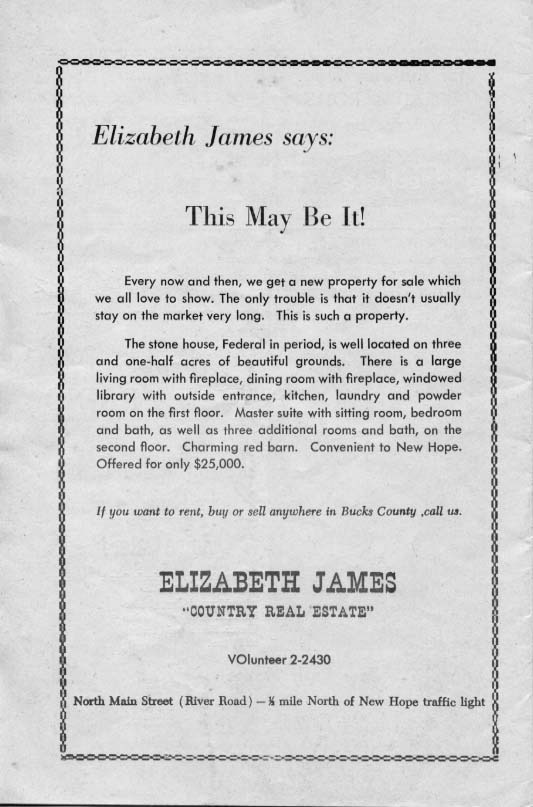 Elizabeth James says:
This May Be It!
Every now and then, we get a new property for sale which
we all love to show. The only trouble is that it doesn't usually
stay on the market very long. This is such a property.
The stone house, Federal in period, is well located on three
and one-half acres of beautiful grounds. There is a large
living room with fireplace, dining room with fireplace, windowed
library with outside entrance, kitchen, laundry and powder
room on the first floor. Master suite with sitting room, bedroom
and bath, as well as three additional rooms and bath, on the
second floor. Charming red barn. Convenient to New Hope.
Offered for only $25,000.
If you want to rent, buy or sell anywhere in Bucks County ,call us.
ELIZABETH JAMES
"COUNTRY REAL ESTATE"
VOlunteer 2-2430
North Main Street (River Road) — mile North of New Hope traffic light